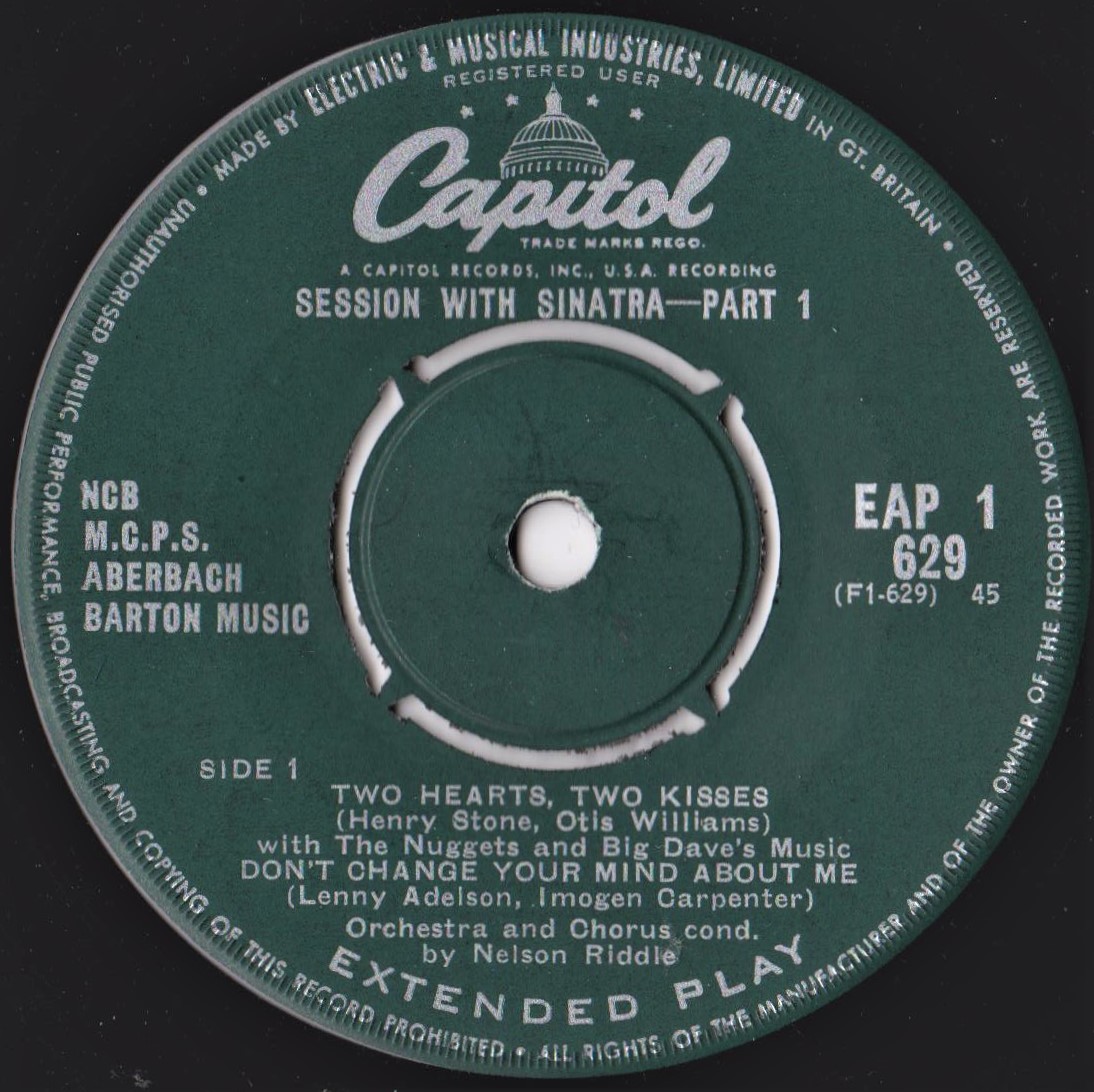 MADE BY ELECTRIC & MUSICAL INDUSTRIES, LIMITED IN GT. BRITAIN • ALL RIGHTS OF THE MANUFACTURER AND OF THE OWNER OF THE RECORDED WORK ARE RESERVED • UNAUTHORISED PUBLIC PERFORMANCE, BROADCASTING AND COPYING OF THIS RECORD PROHIBITED •
REGISTERED USER
Capitol
TRADE MARKS REGD.
A CAPITOL RECORDS, INC., U.S.A. RECORDING
SESSION WITH SINATRA—PART 1
NCB
M.C.P.S.
ABERBACH
BARTON MUSIC
EAP 1
629
(F1-629) 45
SIDE 1
TWO HEARTS, TWO KISSES
(Henry Stone, Otis Williams)
with The Nuggets and Big Dave's Music
DON'T CHANGE YOUR MIND ABOUT ME
(Lenny Adelson, Imogen Carpenter)
Orchestra and Chorus cond.
by Nelson Riddle
EXTENDED PLAY